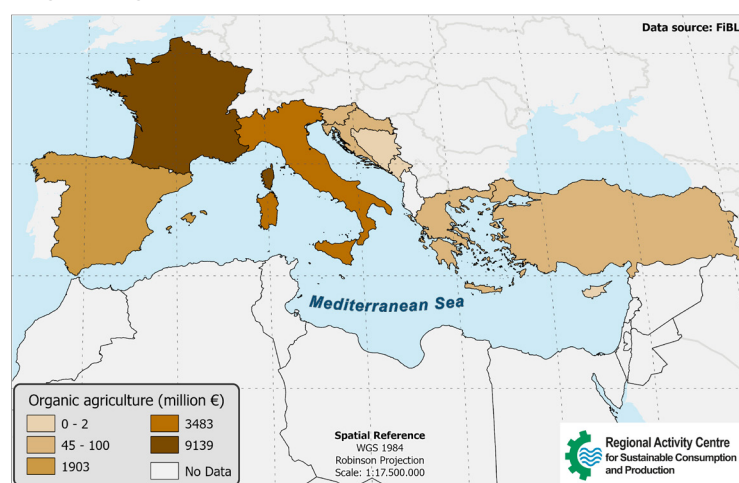 Data source: FiBL
Mediterranean Sea
Organic agriculture (million €)
0 - 2
45 - 100
1903
3483
9139
No Data
Spatial Reference
WGS 1984
Robinson Projection
Scale: 1:17.500.000
Regional Activity Centre
for Sustainable Consumption
and Production